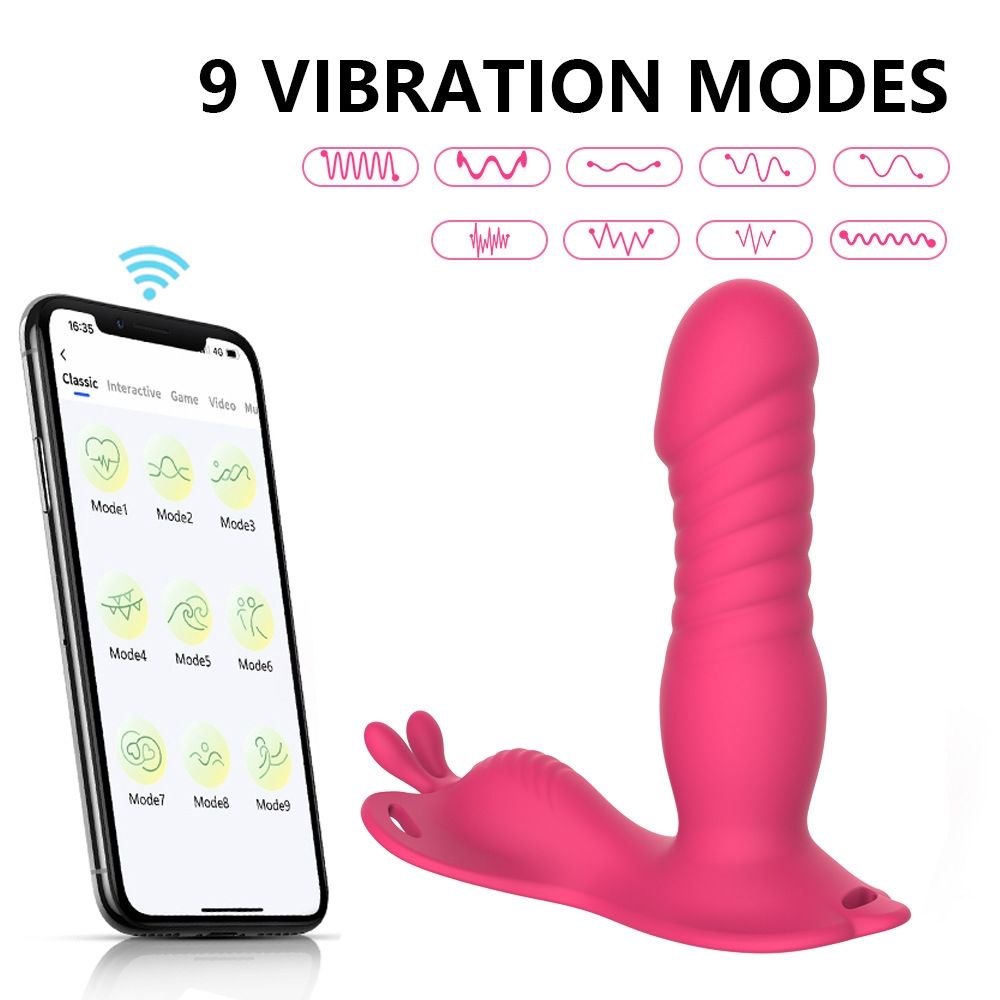 9 VIBRATION MODES
16:35
4G
Classic Interactive Game Video Mu
Mode1 Mode2 Mode3
Mode4 Mode5 Mode6
Mode7 Mode8 Mode9